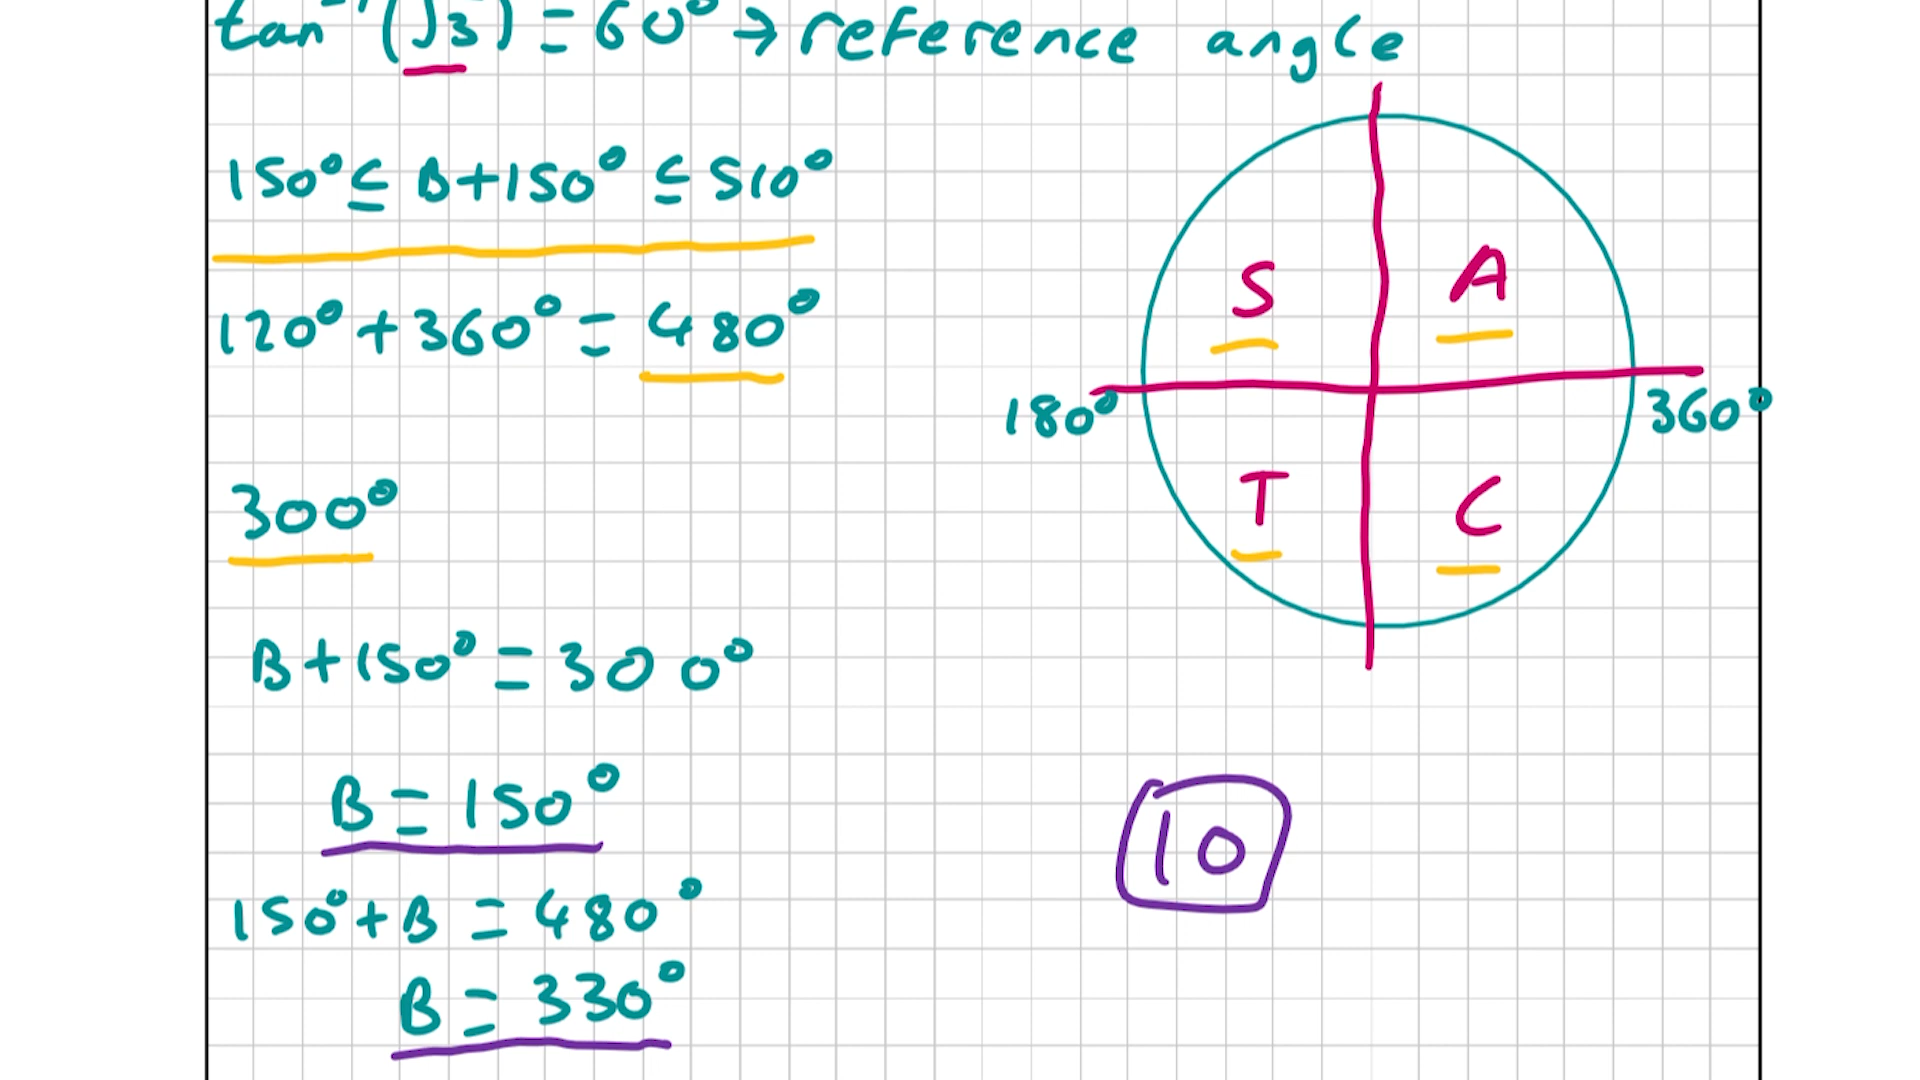 tan⁻¹(√3) = 60° → reference angle
150° ≤ B+150° ≤ 510°
120° + 360° = 480°
S A
180° 360°
T C
300°
B+150° = 300°
B = 150°
10
150° + B = 480°
B = 330°